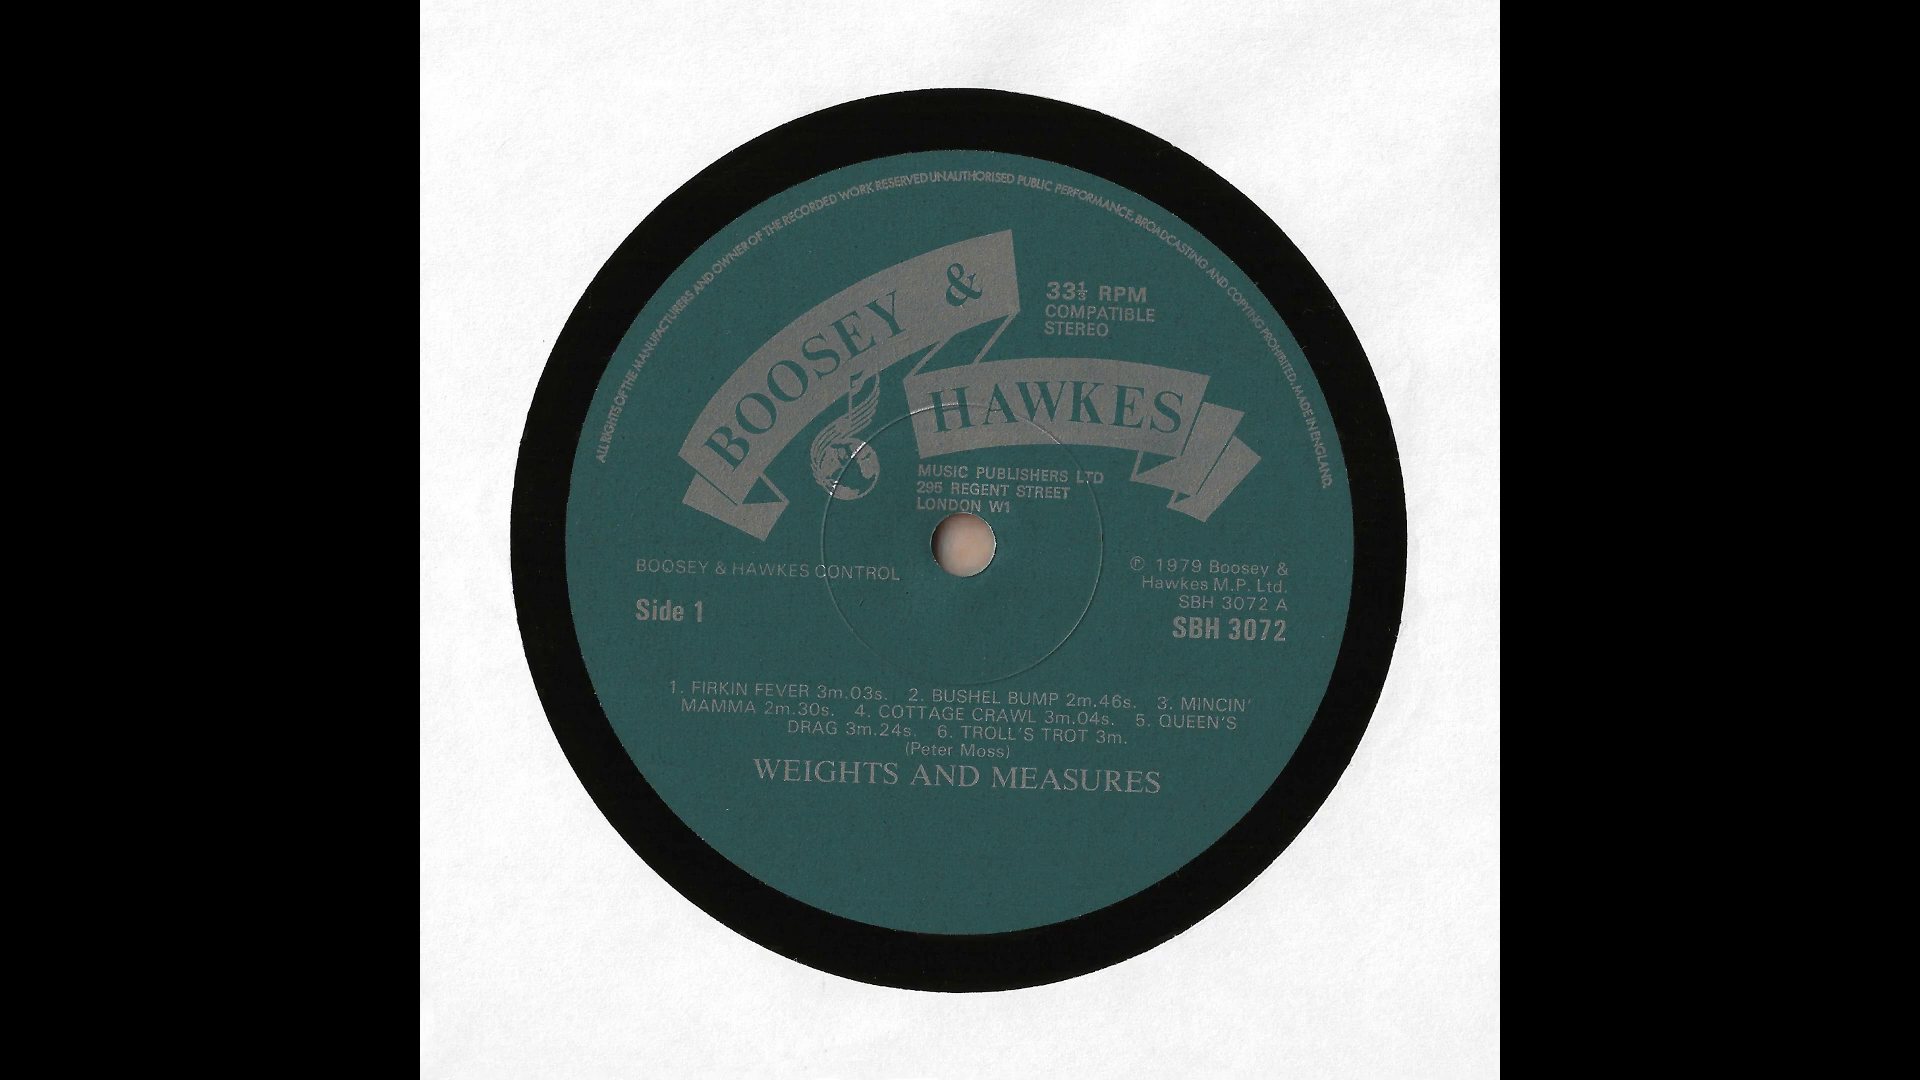 ALL RIGHTS OF THE MANUFACTURERS AND OWNER OF THE RECORDED WORK RESERVED UNAUTHORISED PUBLIC PERFORMANCE, BROADCASTING AND COPYING PROHIBITED. MADE IN ENGLAND.
BOOSEY &
HAWKES
33⅓ RPM
COMPATIBLE
STEREO
MUSIC PUBLISHERS LTD
295 REGENT STREET
LONDON W1
BOOSEY & HAWKES CONTROL
Side 1
℗ 1979 Boosey &
Hawkes M.P. Ltd.
SBH 3072 A
SBH 3072
1. FIRKIN FEVER 3m.03s. 2. BUSHEL BUMP 2m.46s. 3. MINCIN'
MAMMA 2m.30s. 4. COTTAGE CRAWL 3m.04s. 5. QUEEN'S
DRAG 3m.24s. 6. TROLL'S TROT 3m.
(Peter Moss)
WEIGHTS AND MEASURES